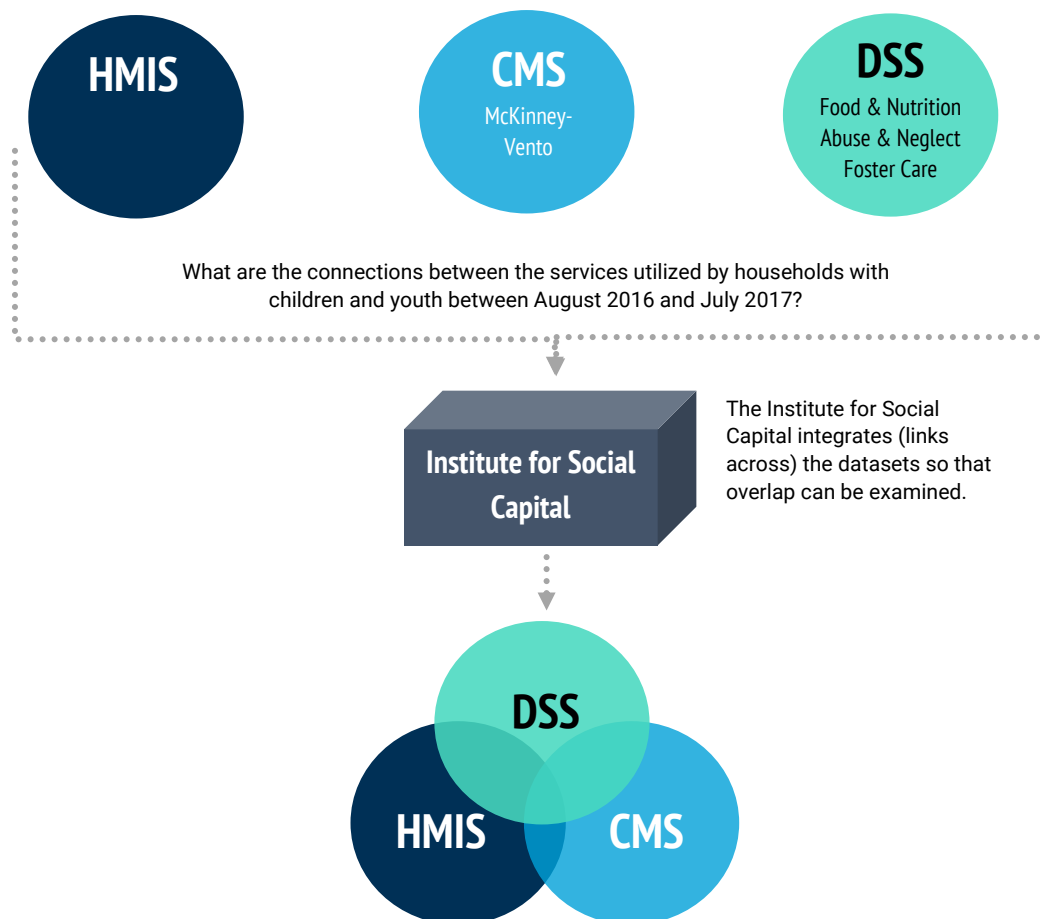 HMIS
CMS
McKinney-
Vento
DSS
Food & Nutrition
Abuse & Neglect
Foster Care
What are the connections between the services utilized by households with
children and youth between August 2016 and July 2017?
Institute for Social
Capital
The Institute for Social
Capital integrates (links
across) the datasets so that
overlap can be examined.
DSS
HMIS
CMS